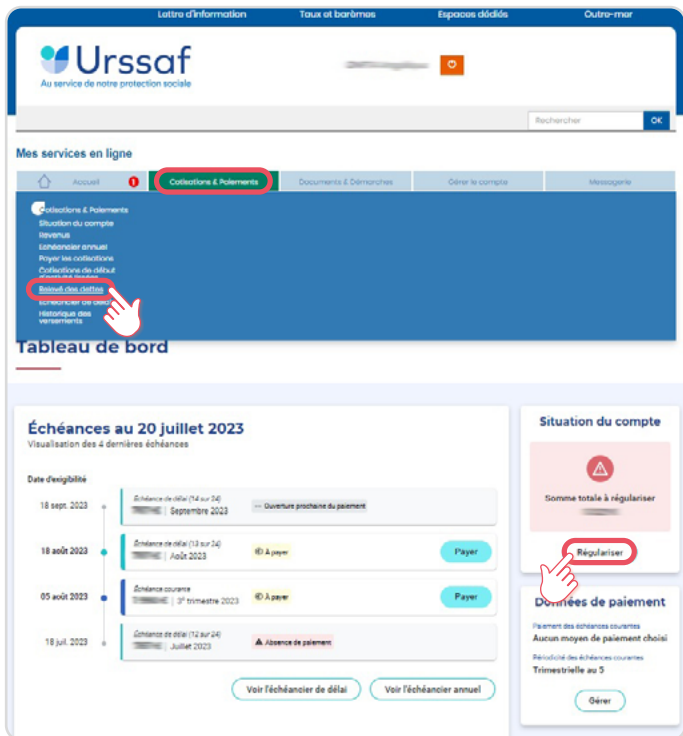 Lettre d'information Taux et barèmes Espaces dédiés Outre-mer
Urssaf
Au service de notre protection sociale
Rechercher OK
Mes services en ligne
Accueil 1 Cotisations & Paiements Documents & Démarches Gérer le compte Messagerie
Cotisations & Paiements
Situation du compte
Revenus
Echéancier annuel
Payer les cotisations
Cotisations de début
Relevé des dettes
Echéancier de délai
Historique des
versements
Tableau de bord
Échéances au 20 juillet 2023
Visualisation des 4 dernières échéances
Date d'exigibilité
18 sept. 2023
Échéance de délai (14 sur 24)
| Septembre 2023
Ouverture prochaine du paiement
18 août 2023
Échéance de délai (13 sur 24)
| Août 2023
À payer
Payer
05 août 2023
Échéance courante
| 3e trimestre 2023
À payer
Payer
18 juil. 2023
Échéance de délai (12 sur 24)
| Juillet 2023
Absence de paiement
Voir l'échéancier de délai Voir l'échéancier annuel
Situation du compte
Somme totale à régulariser
Régulariser
Données de paiement
Paiement des échéances courantes
Aucun moyen de paiement choisi
Périodicité des échéances courantes
Trimestrielle au 5
Gérer